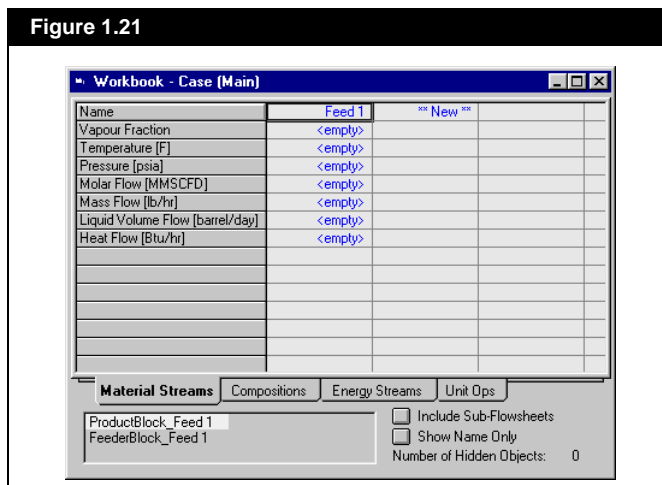 Figure 1.21
Workbook - Case (Main)
Name Feed 1 ** New **
Vapour Fraction <empty>
Temperature [F] <empty>
Pressure [psia] <empty>
Molar Flow [MMSCFD] <empty>
Mass Flow [lb/hr] <empty>
Liquid Volume Flow [barrel/day] <empty>
Heat Flow [Btu/hr] <empty>
Material Streams Compositions Energy Streams Unit Ops
ProductBlock_Feed 1
FeederBlock_Feed 1
Include Sub-Flowsheets
Show Name Only
Number of Hidden Objects: 0